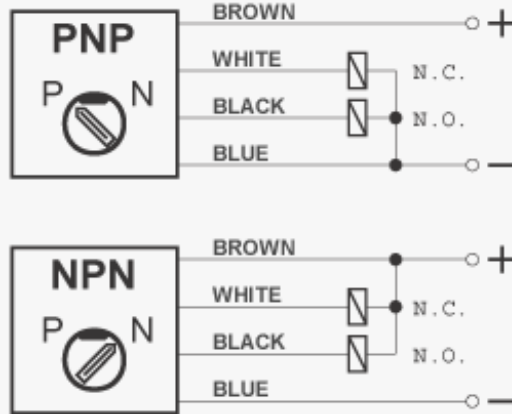 BROWN +
PNP
WHITE N.C.
P N
BLACK N.O.
BLUE −
BROWN +
NPN
WHITE N.C.
P N
BLACK N.O.
BLUE −